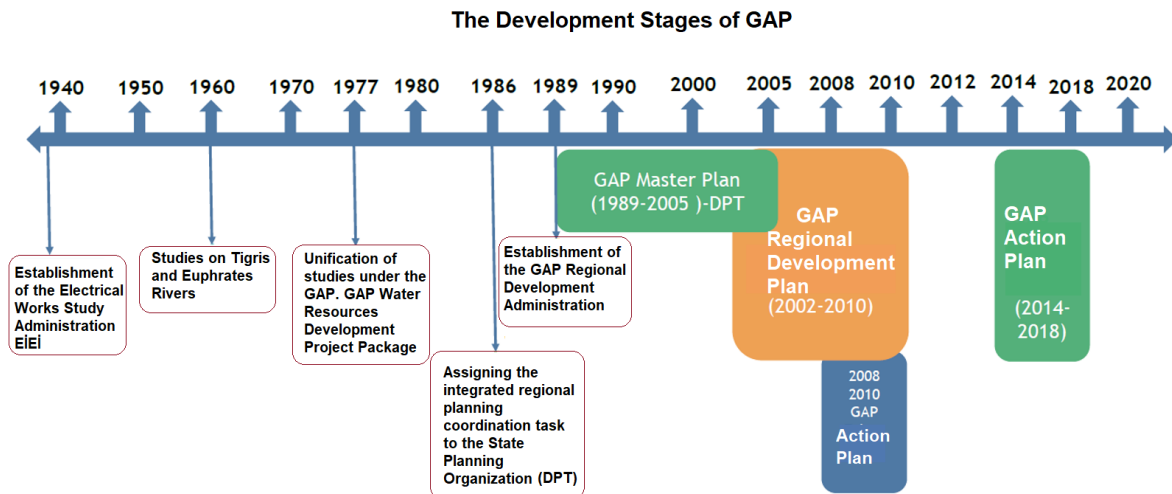 The Development Stages of GAP
1940 1950 1960 1970 1977 1980 1986 1989 1990 2000 2005 2008 2010 2012 2014 2018 2020
Establishment
of the Electrical
Works Study
Administration
EİEİ
Studies on Tigris
and Euphrates
Rivers
Unification of
studies under the
GAP. GAP Water
Resources
Development
Project Package
Assigning the
integrated regional
planning
coordination task
to the State
Planning
Organization (DPT)
Establishment of
the GAP Regional
Development
Administration
GAP Master Plan
(1989-2005 )-DPT
GAP
Regional
Development
Plan
(2002-2010)
2008
2010
GAP
Action
Plan
GAP
Action
Plan
(2014-
2018)